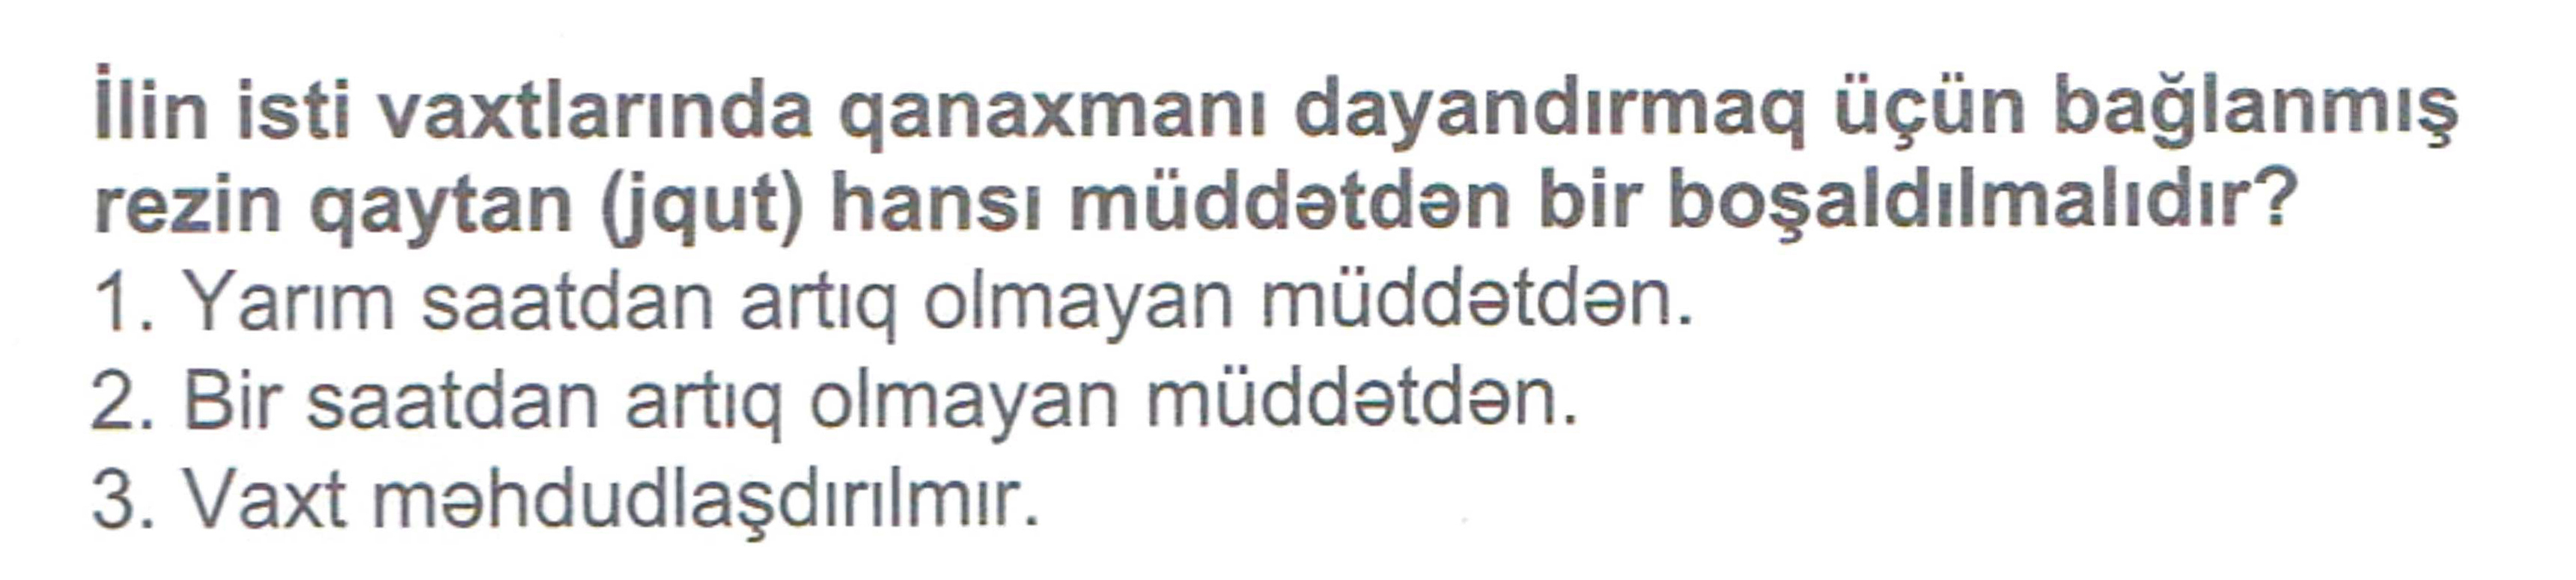 İlin isti vaxtlarında qanaxmanı dayandırmaq üçün bağlanmış
rezin qaytan (jqut) hansı müddətdən bir boşaldılmalıdır?
1. Yarım saatdan artıq olmayan müddətdən.
2. Bir saatdan artıq olmayan müddətdən.
3. Vaxt məhdudlaşdırılmır.